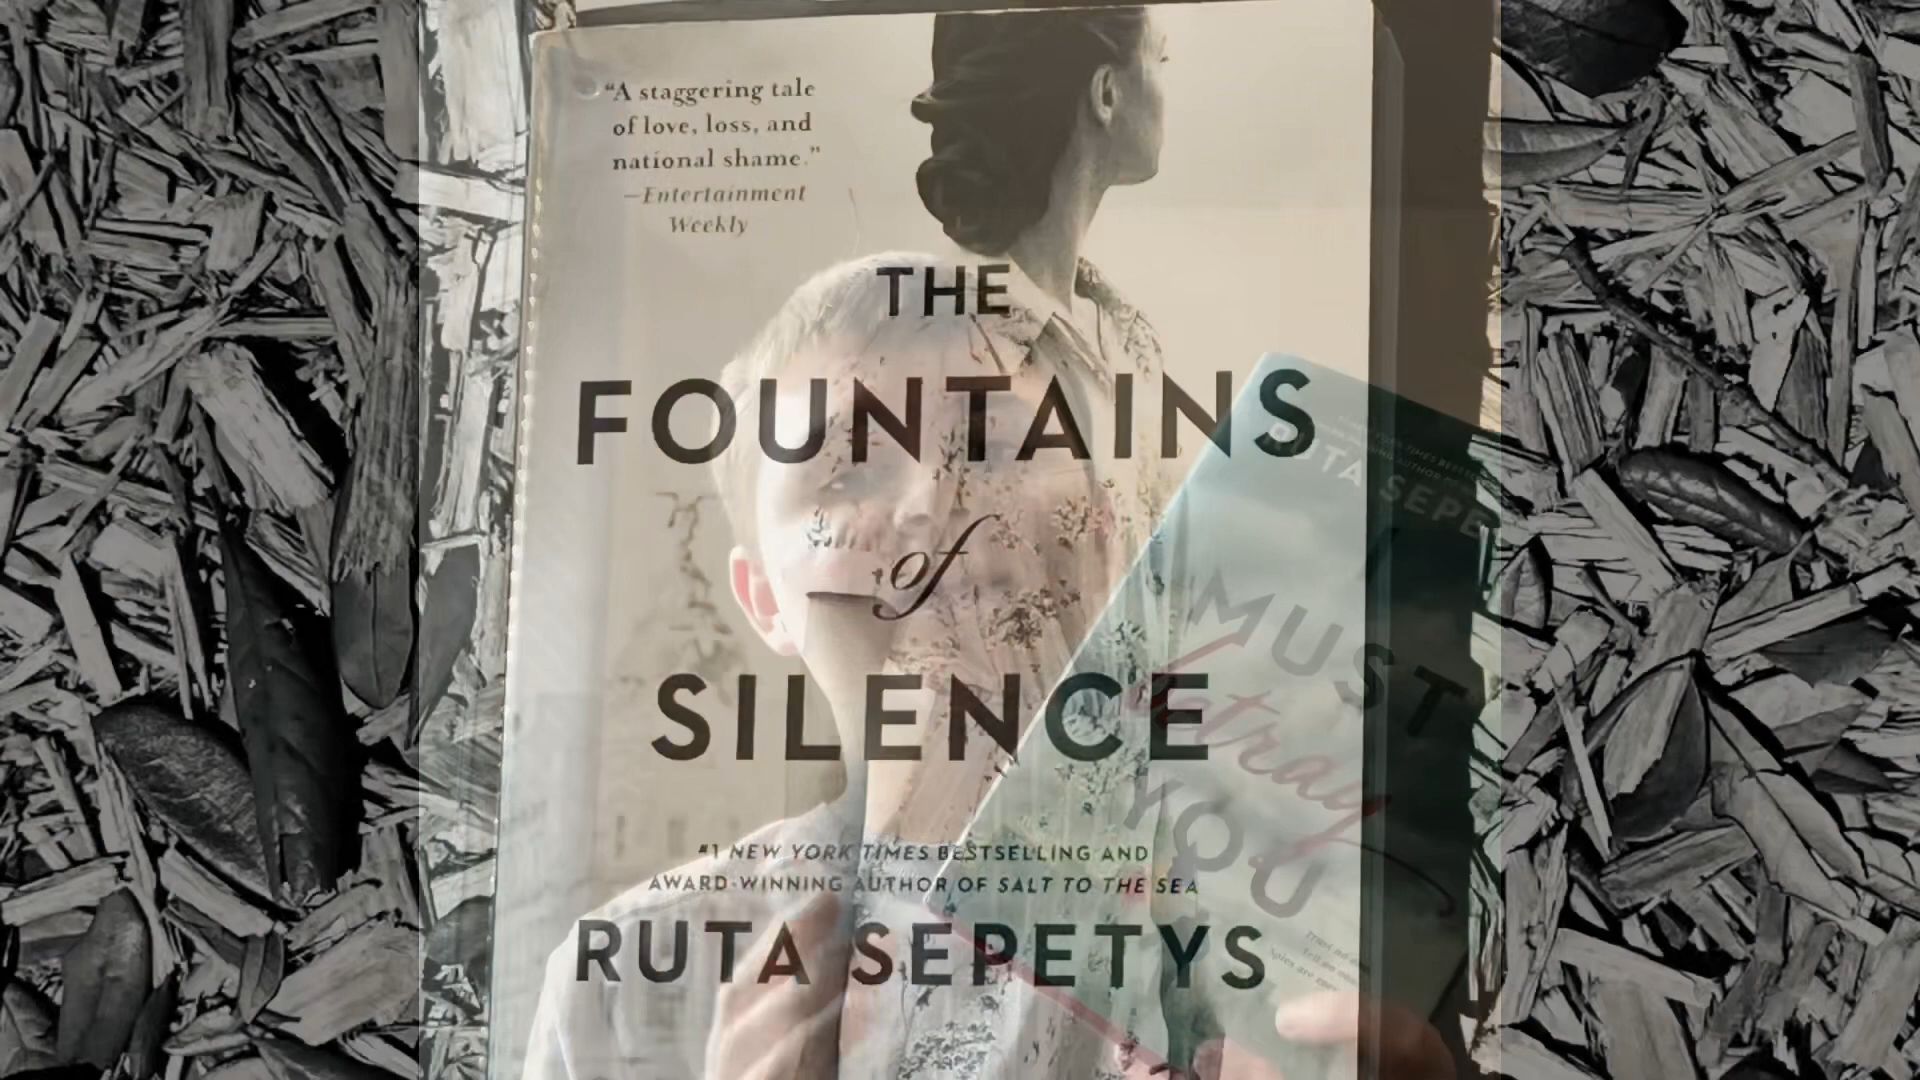 “A staggering tale
of love, loss, and
national shame.”
—Entertainment
Weekly
THE
FOUNTAINS
of
SILENCE
#1 NEW YORK TIMES BESTSELLING AND
AWARD-WINNING AUTHOR OF SALT TO THE SEA
RUTA SEPETYS
RUTA SEPE
I
MUST
betray
YOU